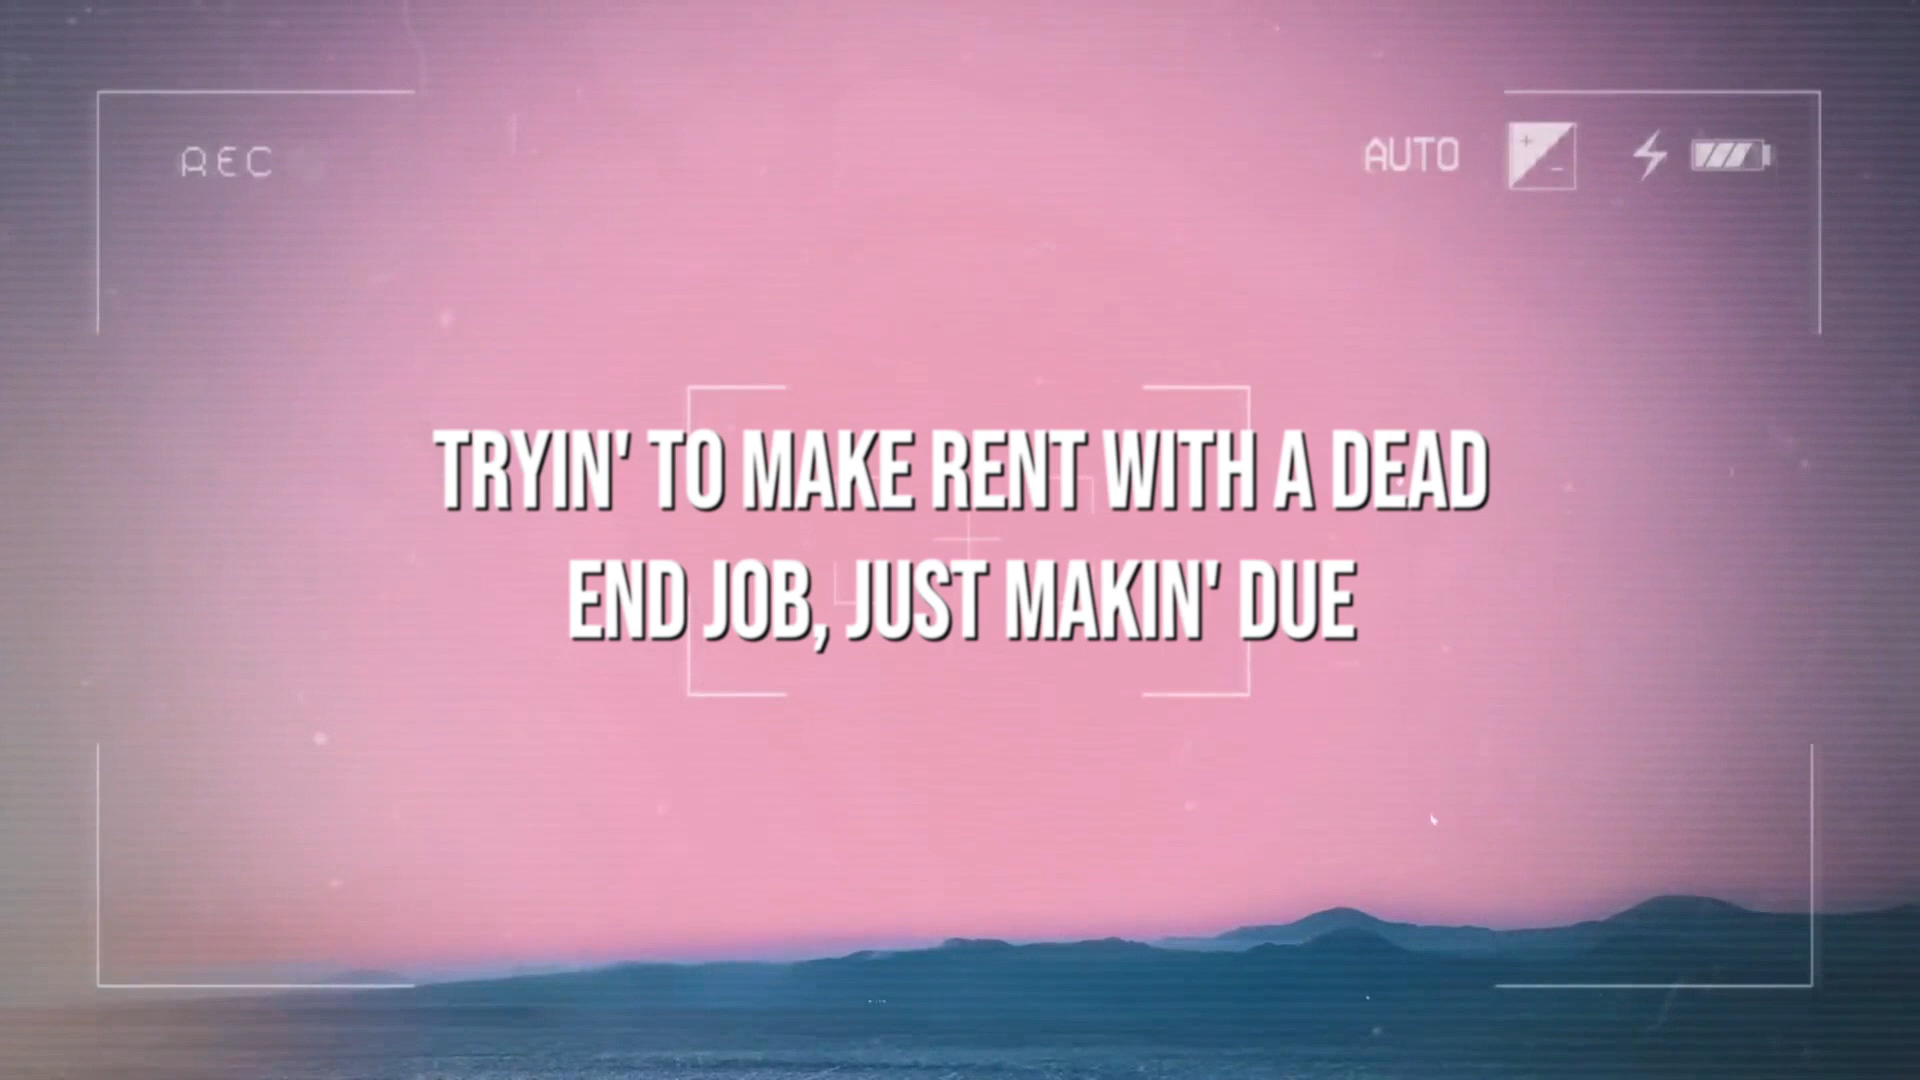 REC
AUTO
TRYIN' TO MAKE RENT WITH A DEAD
END JOB, JUST MAKIN' DUE